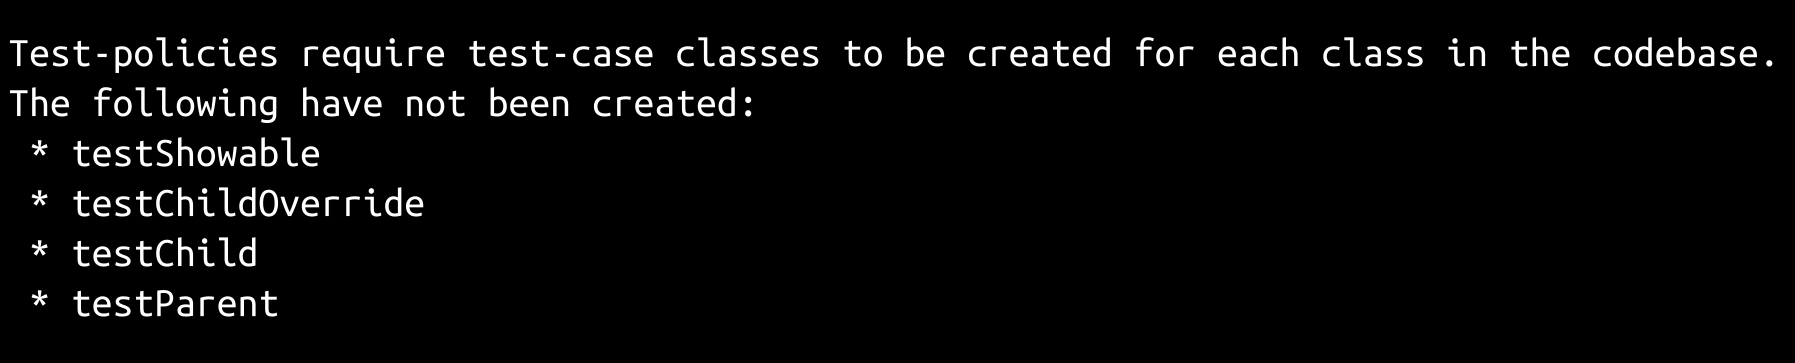 Test-policies require test-case classes to be created for each class in the codebase.
The following have not been created:
* testShowable
* testChildOverride
* testChild
* testParent